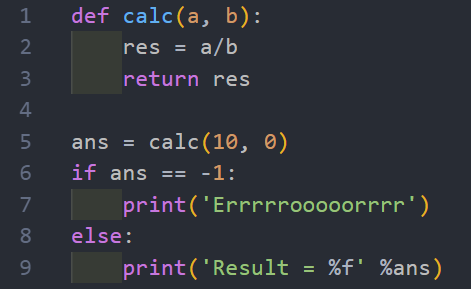 1 def calc(a, b):
2     res = a/b
3     return res
4
5 ans = calc(10, 0)
6 if ans == -1:
7     print('Errrrrooooorrrr')
8 else:
9     print('Result = %f' %ans)